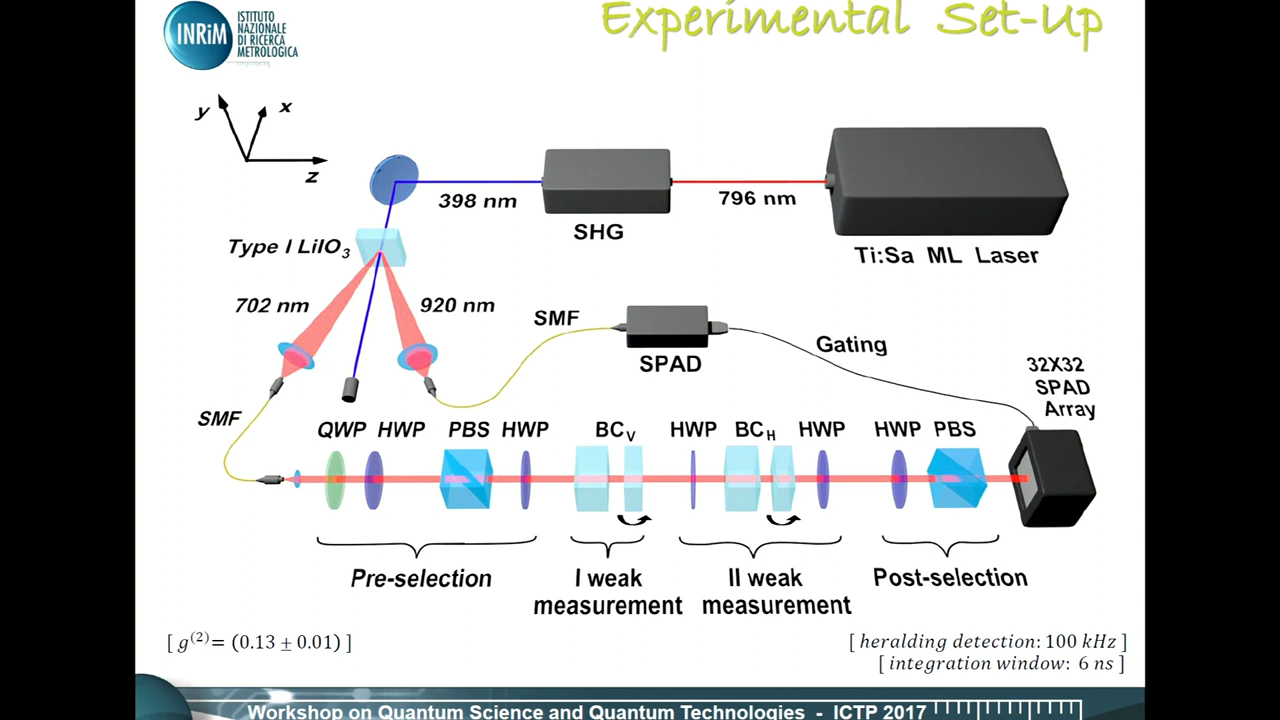 Experimental Set-Up
INRiM
ISTITUTO
NAZIONALE
DI RICERCA
METROLOGICA
y
x
z
398 nm
SHG
796 nm
Ti:Sa ML Laser
Type I LiIO₃
702 nm
920 nm
SMF
SPAD
Gating
32X32
SPAD
Array
SMF
QWP HWP PBS HWP BC_V HWP BC_H HWP HWP PBS
Pre-selection
I weak
measurement
II weak
measurement
Post-selection
[ g⁽²⁾= (0.13 ± 0.01) ]
[ heralding detection: 100 kHz ]
[ integration window: 6 ns ]
Workshop on Quantum Science and Quantum Technologies - ICTP 2017